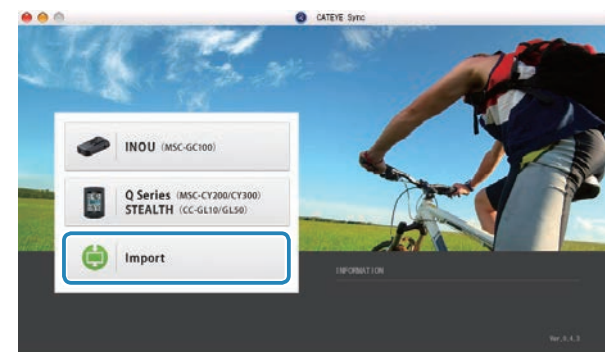 CATEYE Sync
INOU (MSC-GC100)
Q Series (MSC-CY200/CY300)
STEALTH (CC-GL10/GL50)
Import
INFORMATION